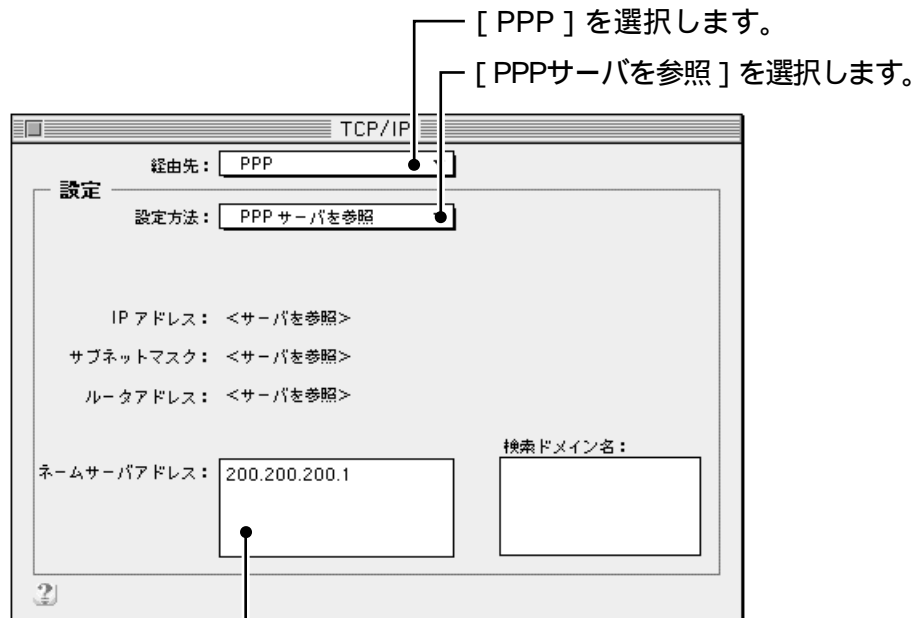 [ PPP ] を選択します。
[ PPPサーバを参照 ] を選択します。
TCP/IP
経由先： PPP
設定
設定方法： PPP サーバを参照
IP アドレス： <サーバを参照>
サブネットマスク： <サーバを参照>
ルータアドレス： <サーバを参照>
検索ドメイン名：
ネームサーバアドレス： 200.200.200.1